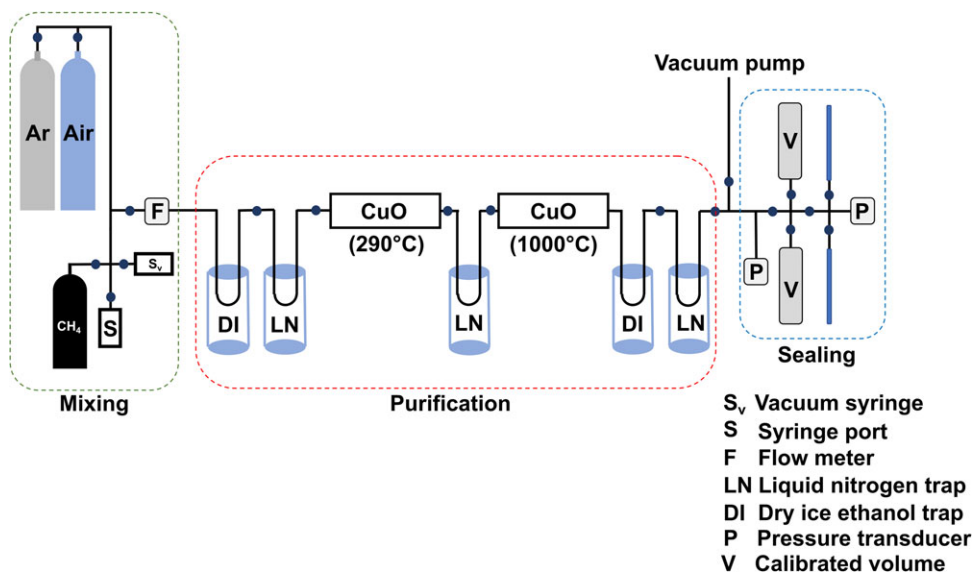 Vacuum pump
Ar
Air
F
CuO
CuO
(290°C)
(1000°C)
V
P
P
V
Sv
CH4
S
DI
LN
LN
DI
LN
Mixing
Purification
Sealing
Sv Vacuum syringe
S Syringe port
F Flow meter
LN Liquid nitrogen trap
DI Dry ice ethanol trap
P Pressure transducer
V Calibrated volume